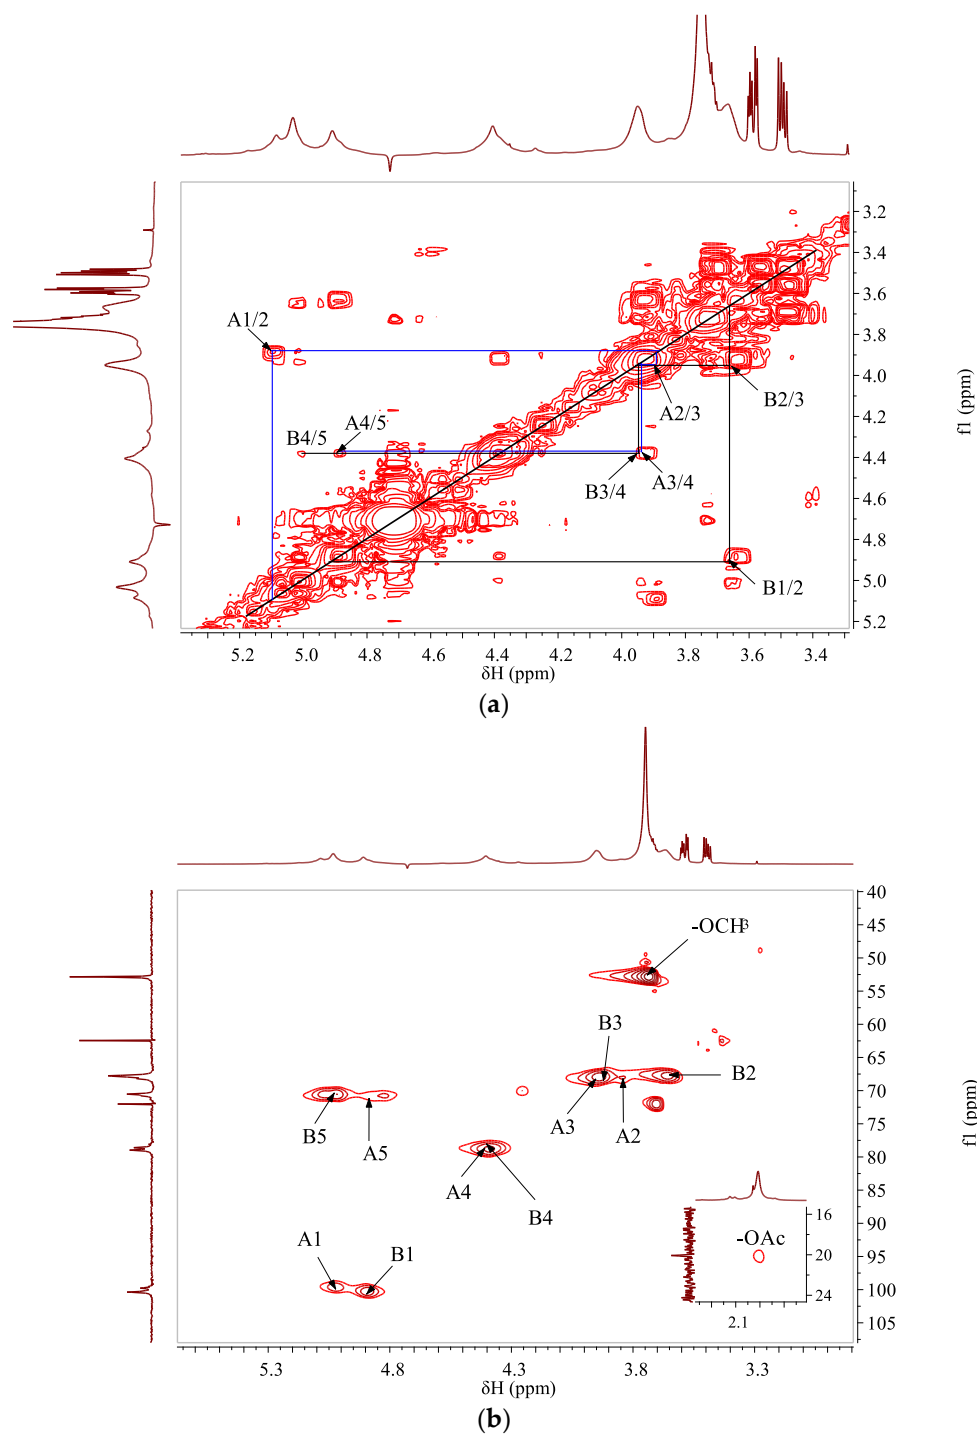 3.2
3.4
3.6
A1/2
3.8
4.0
B2/3
A2/3
A4/5
B4/5
4.2
4.4
B3/4 A3/4
4.6
4.8
B1/2
5.0
5.2
f1 (ppm)
5.2 5.0 4.8 4.6 4.4 4.2 4.0 3.8 3.6 3.4
δH (ppm)
(a)
40
-OCH3
45
50
55
B3
60
65
B2
70
B5 A5 A3 A2
75
80
A4 B4
85
90
A1 B1
95
100
105
f1 (ppm)
-OAc
16
20
24
2.1
5.3 4.8 4.3 3.8 3.3
δH (ppm)
(b)